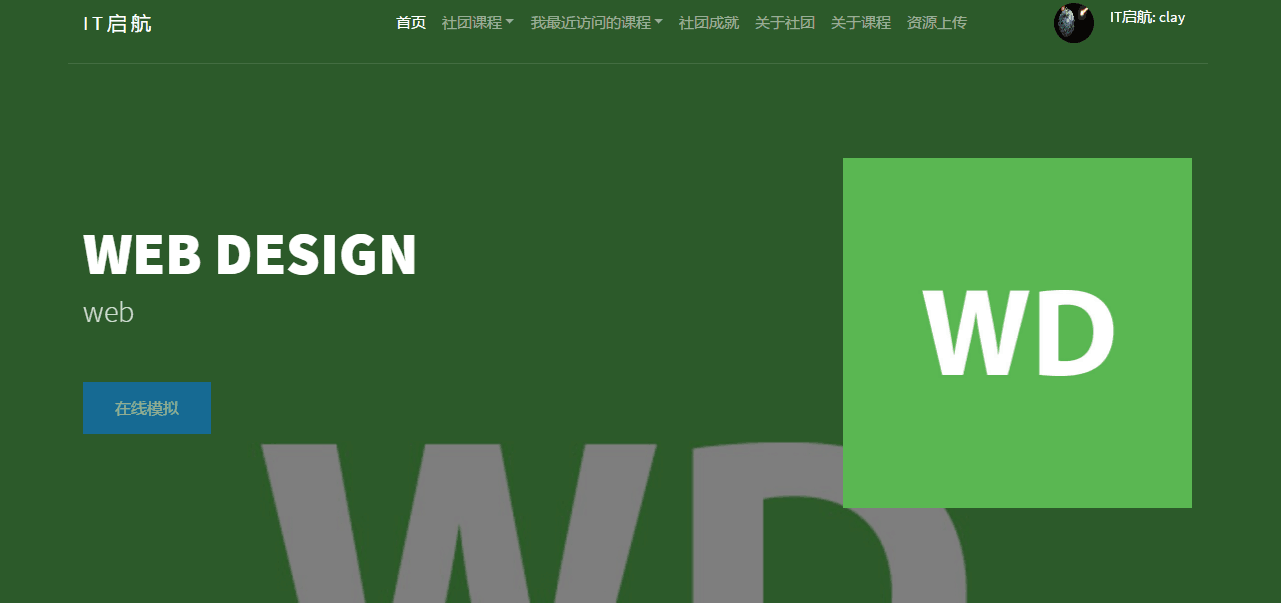 IT启航 首页 社团课程 我最近访问的课程 社团成就 关于社团 关于课程 资源上传 IT启航: clay
WEB DESIGN
web
WD
在线模拟
WD